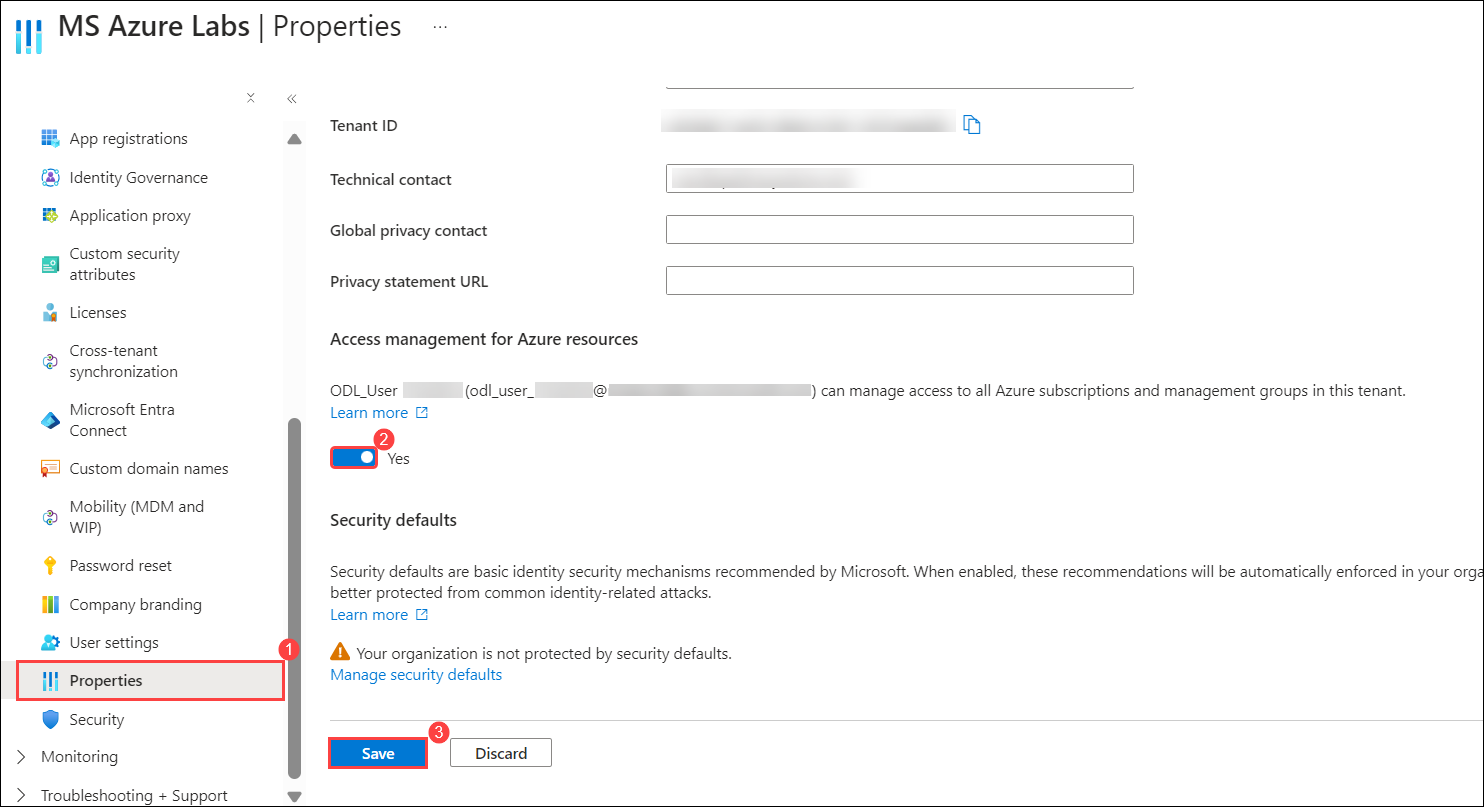 MS Azure Labs | Properties ...
App registrations
Identity Governance
Application proxy
Custom security
attributes
Licenses
Cross-tenant
synchronization
Microsoft Entra
Connect
Custom domain names
Mobility (MDM and
WIP)
Password reset
Company branding
User settings
1
Properties
Security
Monitoring
Troubleshooting + Support
Tenant ID
Technical contact
Global privacy contact
Privacy statement URL
Access management for Azure resources
ODL_User (odl_user_ @ ) can manage access to all Azure subscriptions and management groups in this tenant.
Learn more
2
Yes
Security defaults
Security defaults are basic identity security mechanisms recommended by Microsoft. When enabled, these recommendations will be automatically enforced in your orga
better protected from common identity-related attacks.
Learn more
Your organization is not protected by security defaults.
Manage security defaults
3
Save Discard